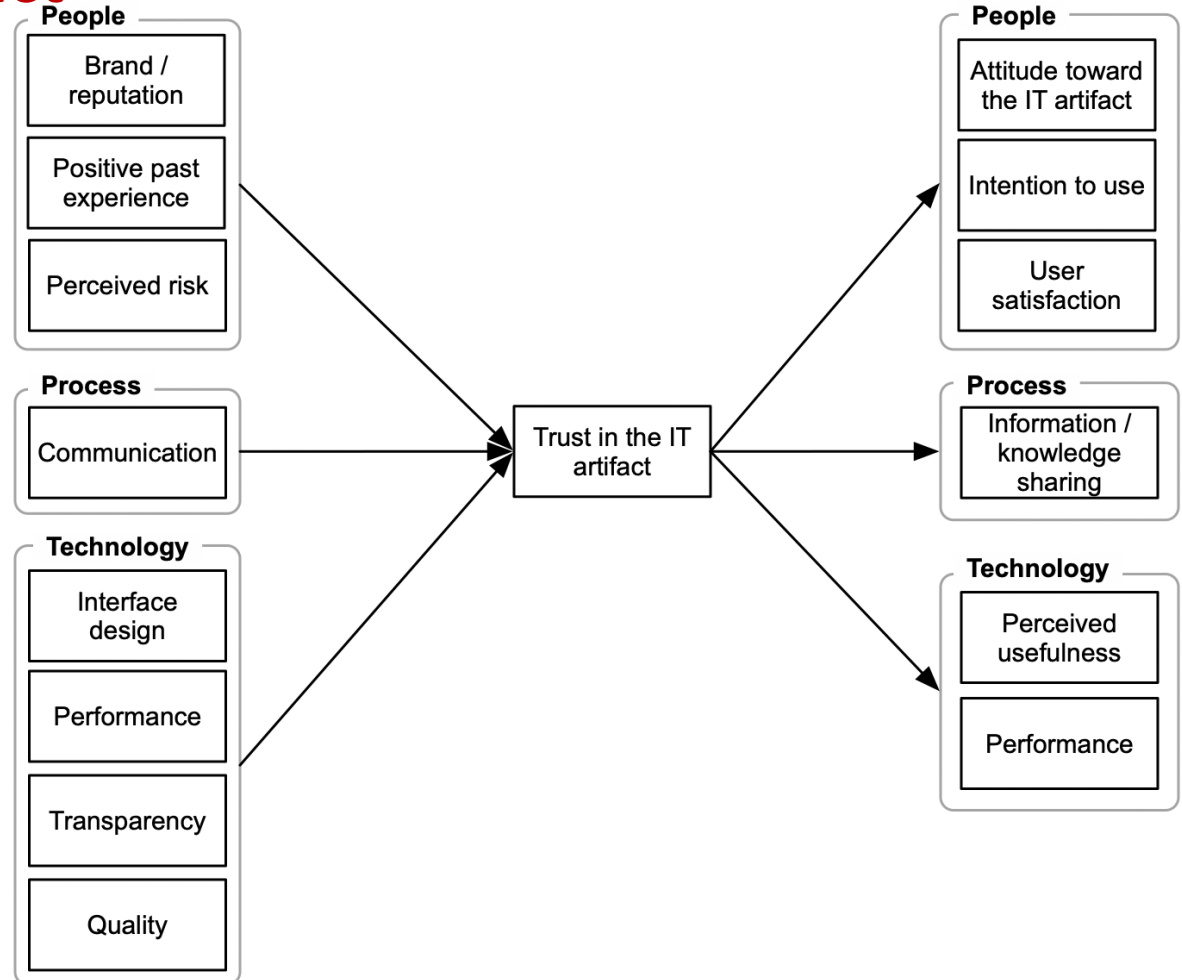 People
Brand /
reputation
Positive past
experience
Perceived risk
Process
Communication
Technology
Interface
design
Performance
Transparency
Quality
Trust in the IT
artifact
People
Attitude toward
the IT artifact
Intention to use
User
satisfaction
Process
Information /
knowledge
sharing
Technology
Perceived
usefulness
Performance